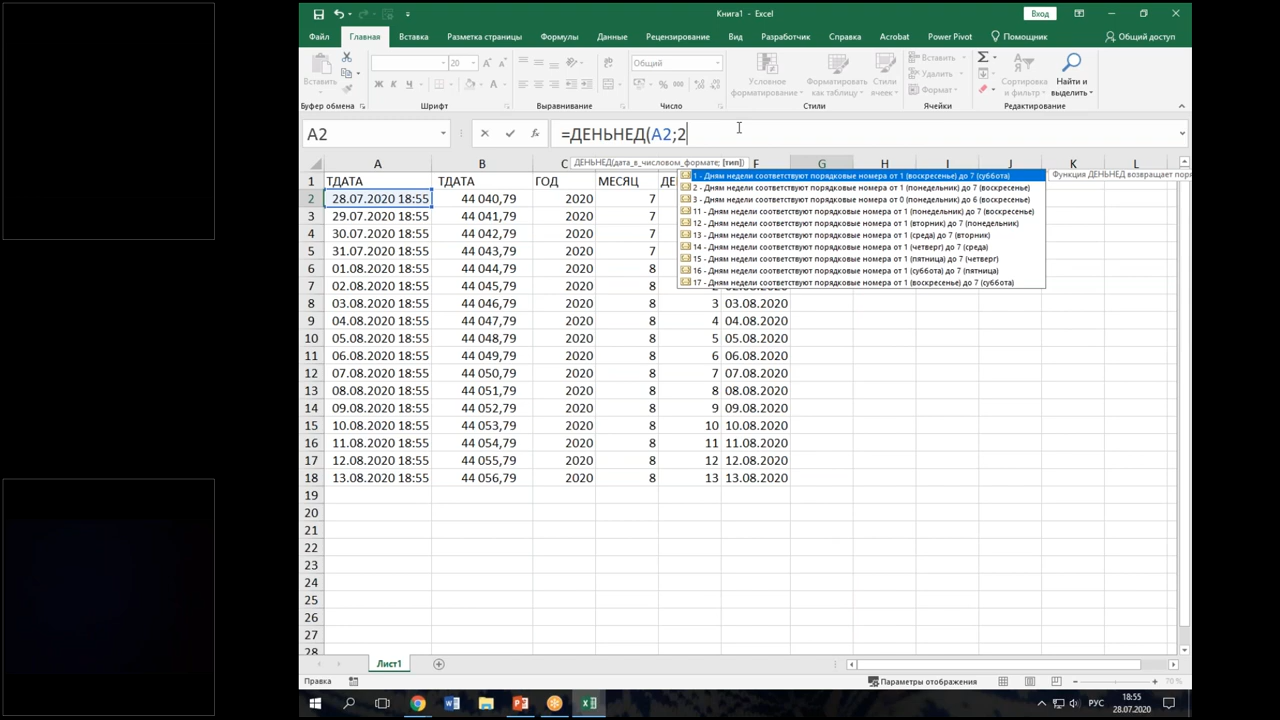 Книга1 - Excel
Вход
Файл Главная Вставка Разметка страницы Формулы Данные Рецензирование Вид Разработчик Справка Acrobat Power Pivot Помощник Общий доступ
20 Общий Вставить Удалить Формат
Вставить Ж К Ч % 000 Условное форматирование Форматировать как таблицу Стили ячеек Сортировка и фильтр Найти и выделить
Буфер обмена Шрифт Выравнивание Число Стили Ячейки Редактирование
A2 fx =ДЕНЬНЕД(A2;2
ДЕНЬНЕД(дата_в_числовом_формате; [тип])
A B C F G H I J K L
1 - Дням недели соответствуют порядковые номера от 1 (воскресенье) до 7 (суббота) Функция ДЕНЬНЕД возвращает поря
2 - Дням недели соответствуют порядковые номера от 1 (понедельник) до 7 (воскресенье)
3 - Дням недели соответствуют порядковые номера от 0 (понедельник) до 6 (воскресенье)
11 - Дням недели соответствуют порядковые номера от 1 (понедельник) до 7 (воскресенье)
12 - Дням недели соответствуют порядковые номера от 1 (вторник) до 7 (понедельник)
13 - Дням недели соответствуют порядковые номера от 1 (среда) до 7 (вторник)
14 - Дням недели соответствуют порядковые номера от 1 (четверг) до 7 (среда)
15 - Дням недели соответствуют порядковые номера от 1 (пятница) до 7 (четверг)
16 - Дням недели соответствуют порядковые номера от 1 (суббота) до 7 (пятница)
17 - Дням недели соответствуют порядковые номера от 1 (воскресенье) до 7 (суббота)
1 ТДАТА ТДАТА ГОД МЕСЯЦ ДЕ
2 28.07.2020 18:55 44 040,79 2020 7
3 29.07.2020 18:55 44 041,79 2020 7
4 30.07.2020 18:55 44 042,79 2020 7
5 31.07.2020 18:55 44 043,79 2020 7
6 01.08.2020 18:55 44 044,79 2020 8
7 02.08.2020 18:55 44 045,79 2020 8
8 03.08.2020 18:55 44 046,79 2020 8 3 03.08.2020
9 04.08.2020 18:55 44 047,79 2020 8 4 04.08.2020
10 05.08.2020 18:55 44 048,79 2020 8 5 05.08.2020
11 06.08.2020 18:55 44 049,79 2020 8 6 06.08.2020
12 07.08.2020 18:55 44 050,79 2020 8 7 07.08.2020
13 08.08.2020 18:55 44 051,79 2020 8 8 08.08.2020
14 09.08.2020 18:55 44 052,79 2020 8 9 09.08.2020
15 10.08.2020 18:55 44 053,79 2020 8 10 10.08.2020
16 11.08.2020 18:55 44 054,79 2020 8 11 11.08.2020
17 12.08.2020 18:55 44 055,79 2020 8 12 12.08.2020
18 13.08.2020 18:55 44 056,79 2020 8 13 13.08.2020
19
20
21
22
23
24
25
26
27
28
Лист1
Правка Параметры отображения 70 %
РУС 18:55
28.07.2020